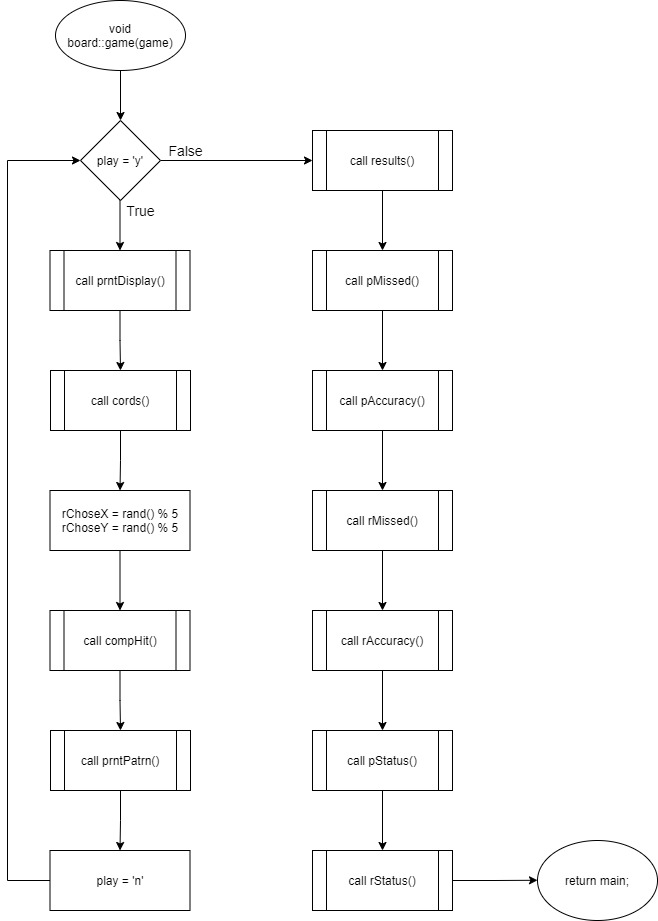 void
board::game(game)
play = 'y'
False
True
call results()
call prntDisplay()
call pMissed()
call cords()
call pAccuracy()
rChoseX = rand() % 5
rChoseY = rand() % 5
call rMissed()
call compHit()
call rAccuracy()
call prntPatrn()
call pStatus()
play = 'n'
call rStatus()
return main;